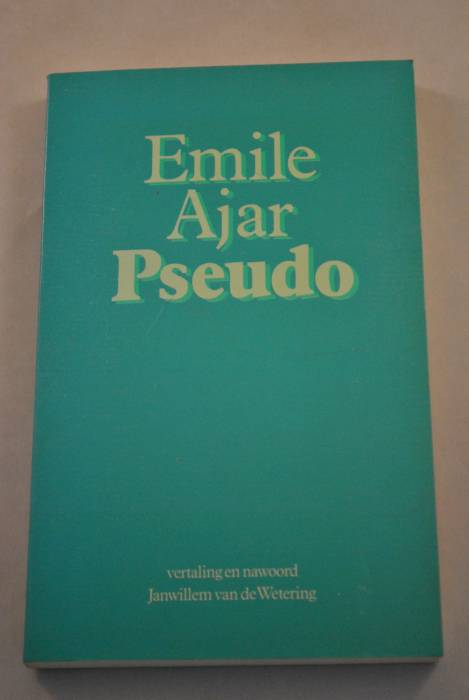 Emile
Ajar
Pseudo
vertaling en nawoord
Janwillem van de Wetering